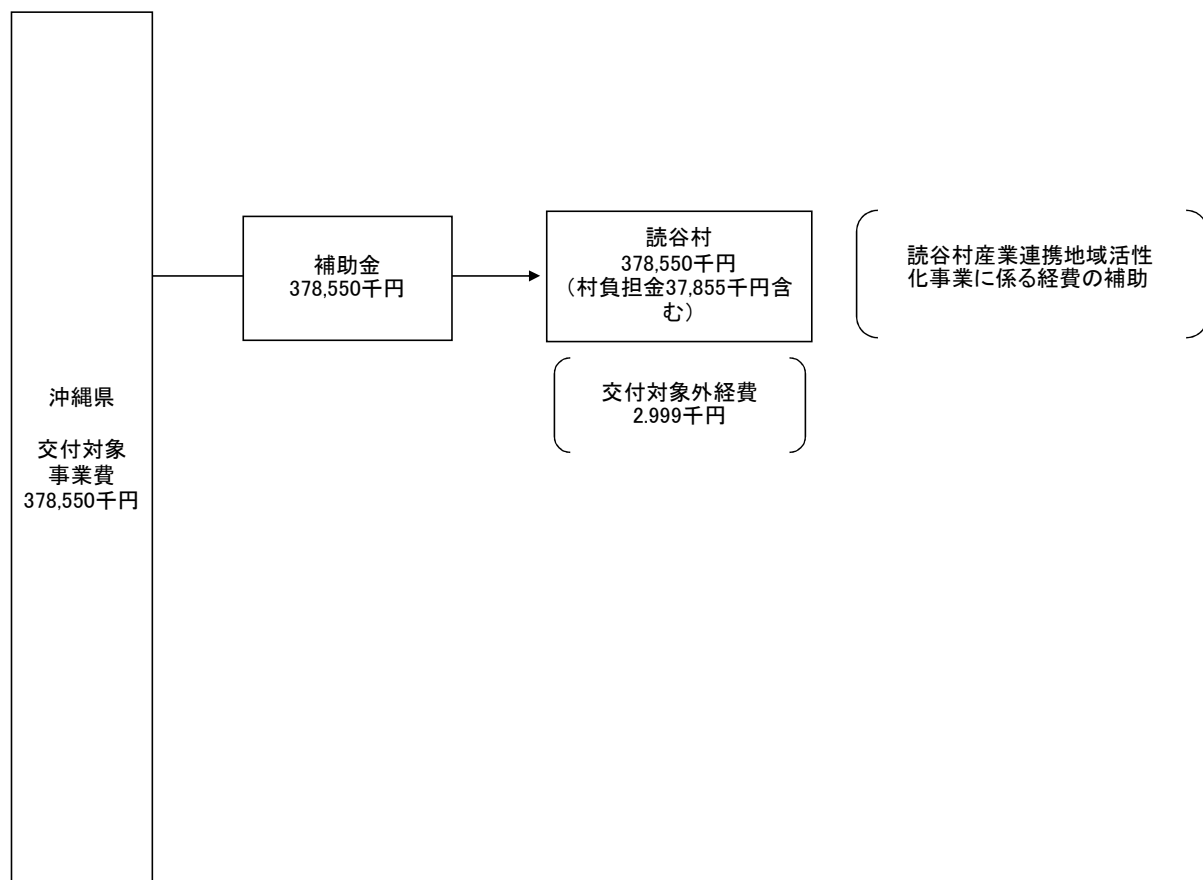 沖縄県
交付対象
事業費
378,550千円
補助金
378,550千円
読谷村
378,550千円
（村負担金37,855千円含
む）
交付対象外経費
2.999千円
読谷村産業連携地域活性
化事業に係る経費の補助